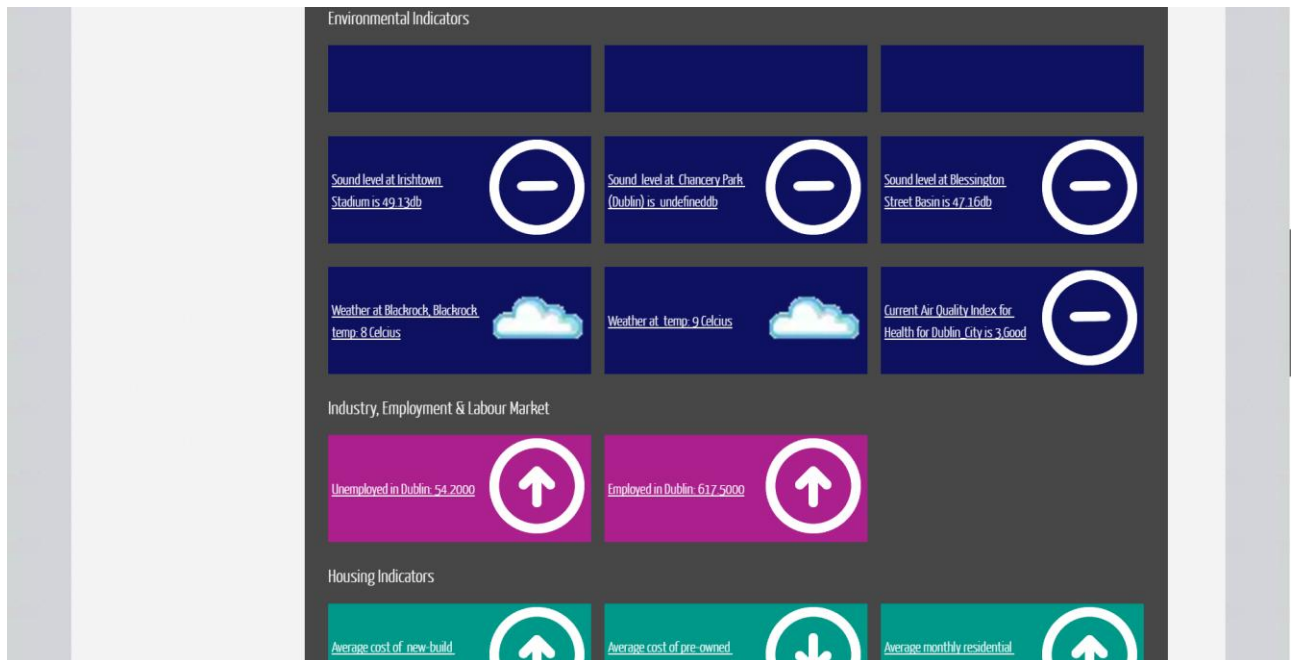 Environmental Indicators
Sound level at Irishtown
Stadium is 49.13db
Sound level at Chancery Park
(Dublin) is undefineddb
Sound level at Blessington
Street Basin is 47.16db
Weather at Blackrock, Blackrock
temp: 8 Celcius
Weather at temp: 9 Celcius
Current Air Quality Index for
Health for Dublin_City is 3,Good
Industry, Employment & Labour Market
Unemployed in Dublin: 54.2000
Employed in Dublin: 617.5000
Housing Indicators
Average cost of new-build
Average cost of pre-owned
Average monthly residential